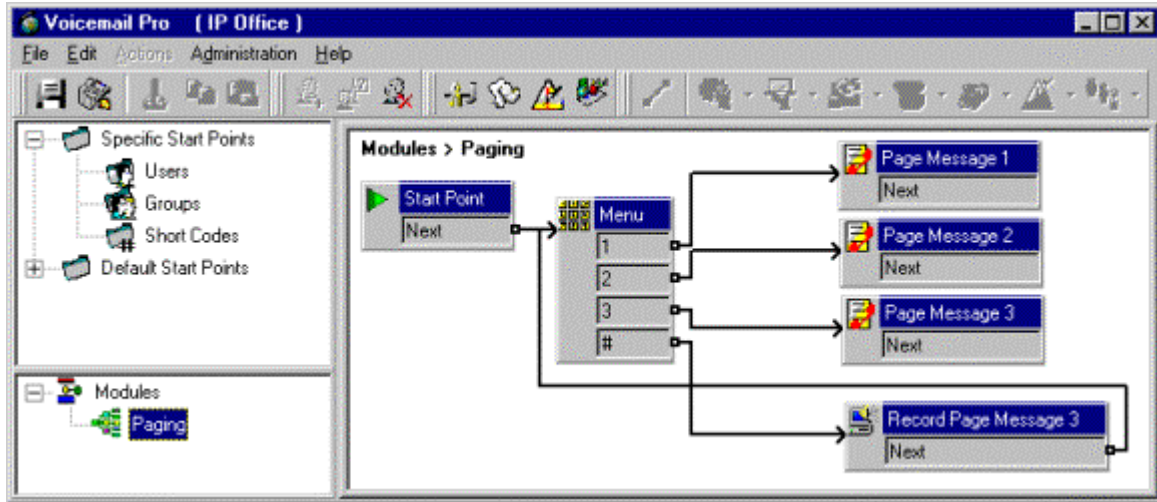 Voicemail Pro ( IP Office )
File Edit Actions Administration Help
Specific Start Points
Users
Groups
Short Codes
Default Start Points
Modules
Paging
Modules > Paging
Start Point
Next
Menu
1
2
3
#
Page Message 1
Next
Page Message 2
Next
Page Message 3
Next
Record Page Message 3
Next